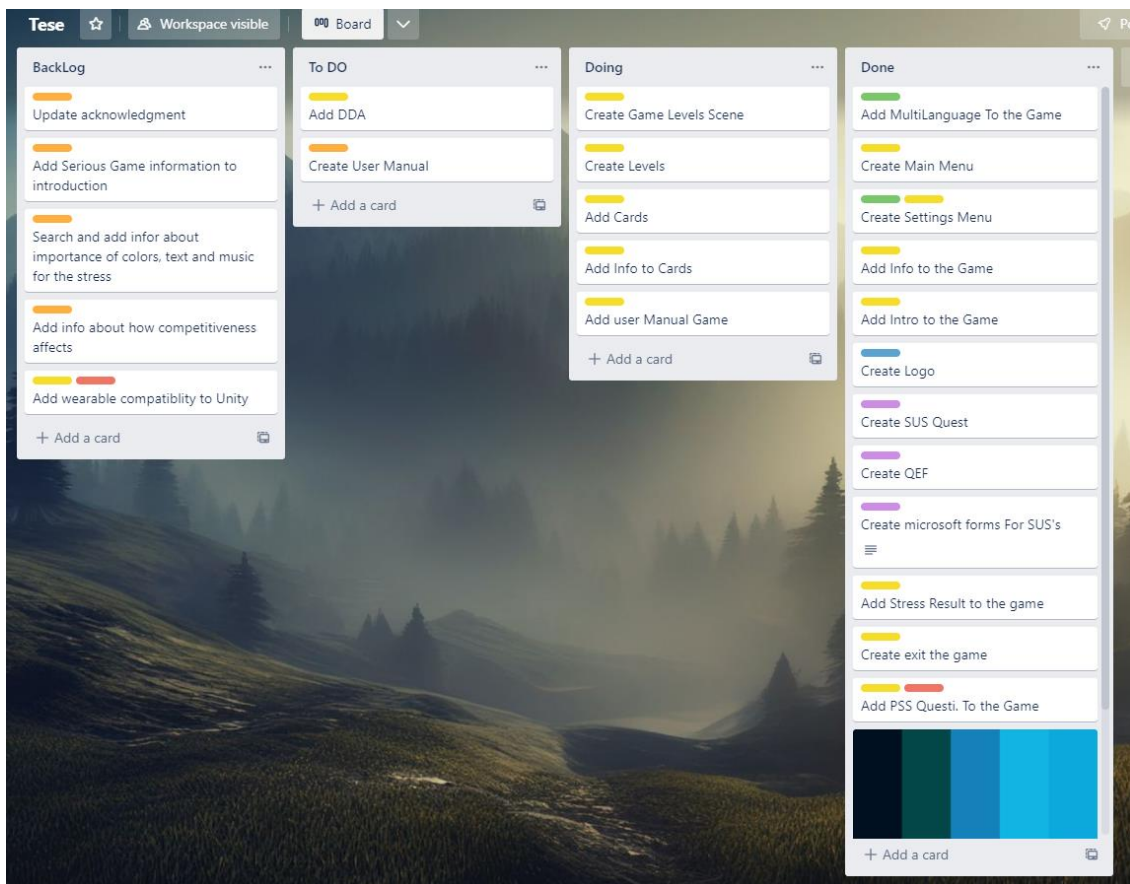 Tese
Workspace visible
Board
BackLog
Update acknowledgment
Add Serious Game information to
introduction
Search and add infor about
importance of colors, text and music
for the stress
Add info about how competitiveness
affects
Add wearable compatiblity to Unity
+ Add a card
To DO
Add DDA
Create User Manual
+ Add a card
Doing
Create Game Levels Scene
Create Levels
Add Cards
Add Info to Cards
Add user Manual Game
+ Add a card
Done
Add MultiLanguage To the Game
Create Main Menu
Create Settings Menu
Add Info to the Game
Add Intro to the Game
Create Logo
Create SUS Quest
Create QEF
Create microsoft forms For SUS's
Add Stress Result to the game
Create exit the game
Add PSS Questi. To the Game
+ Add a card